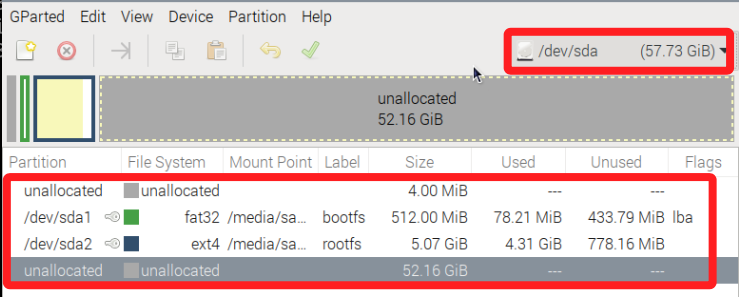 GParted Edit View Device Partition Help
/dev/sda (57.73 GiB)
unallocated
52.16 GiB
Partition File System Mount Point Label Size Used Unused Flags
unallocated unallocated 4.00 MiB --- ---
/dev/sda1 fat32 /media/sa... bootfs 512.00 MiB 78.21 MiB 433.79 MiB lba
/dev/sda2 ext4 /media/sa... rootfs 5.07 GiB 4.31 GiB 778.16 MiB
unallocated unallocated 52.16 GiB --- ---